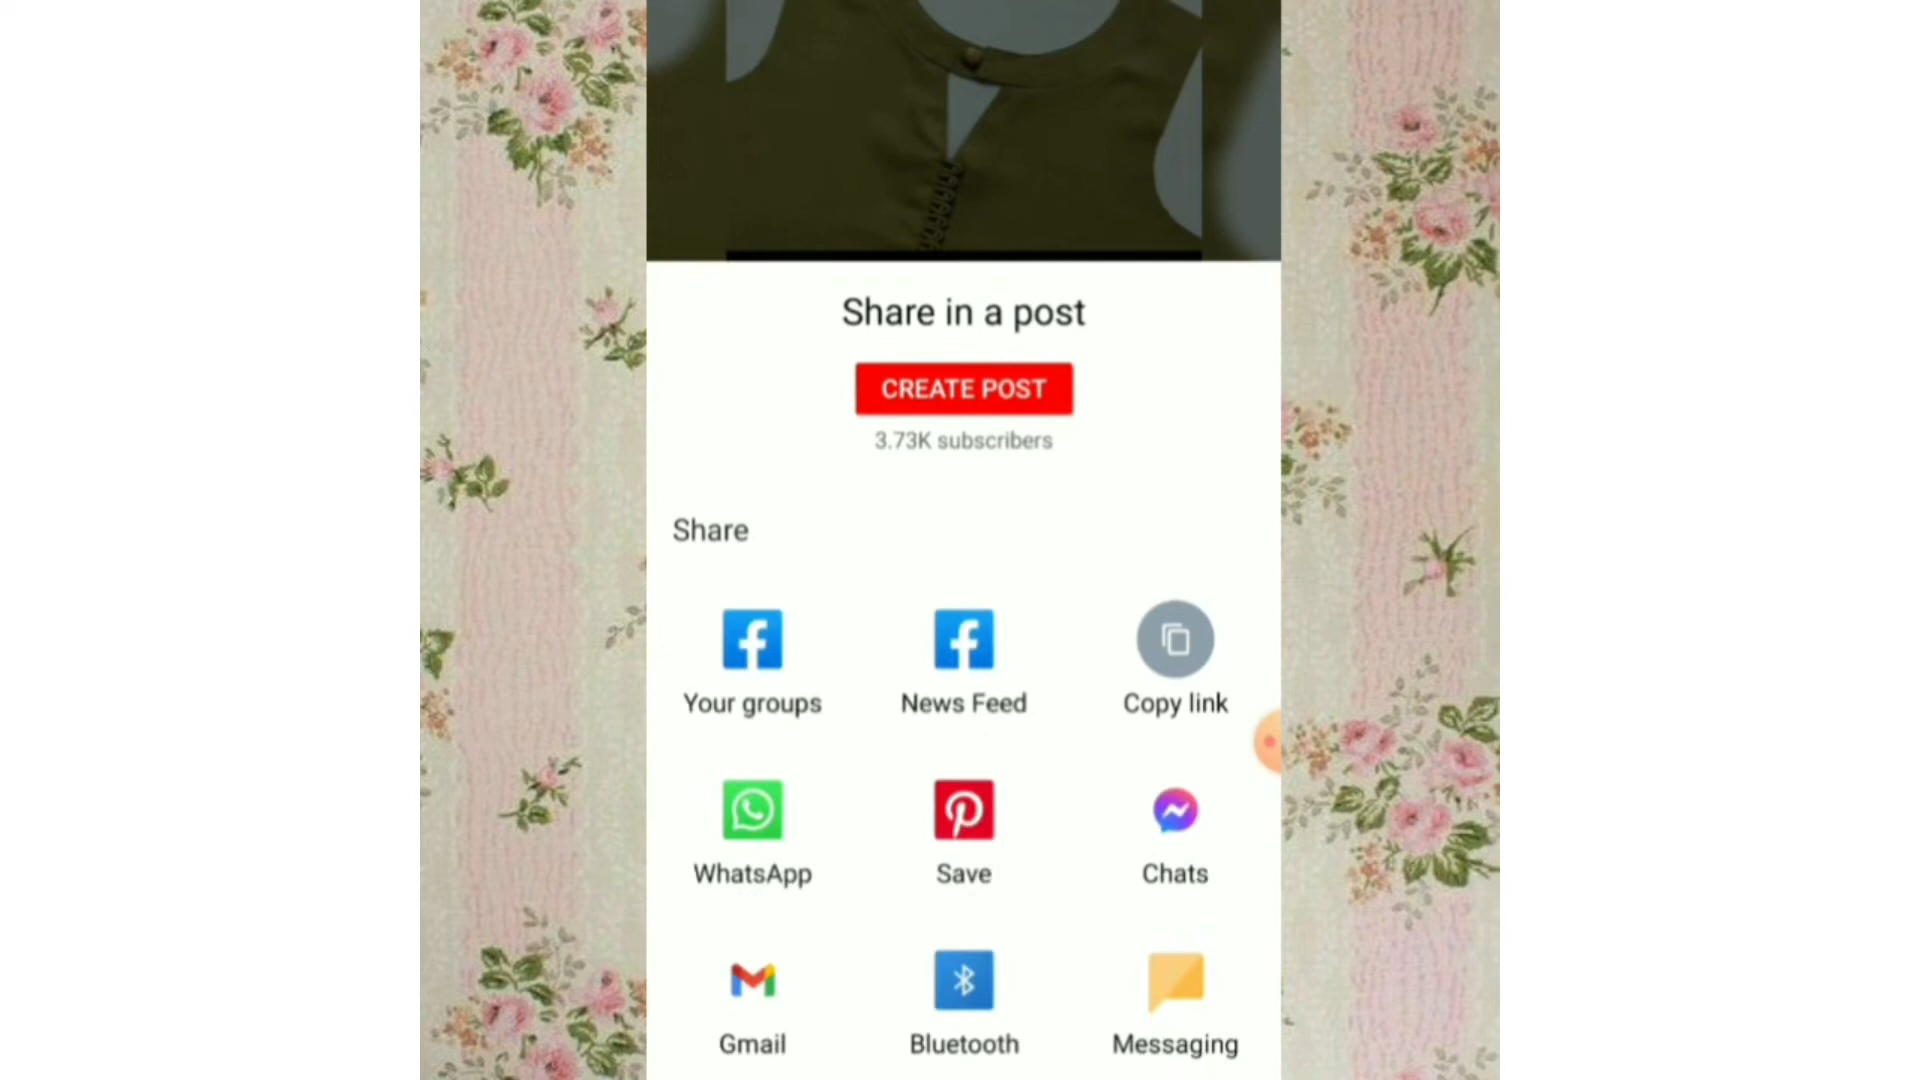 Share in a post
CREATE POST
3.73K subscribers
Share
Your groups
News Feed
Copy link
WhatsApp
Save
Chats
Gmail
Bluetooth
Messaging